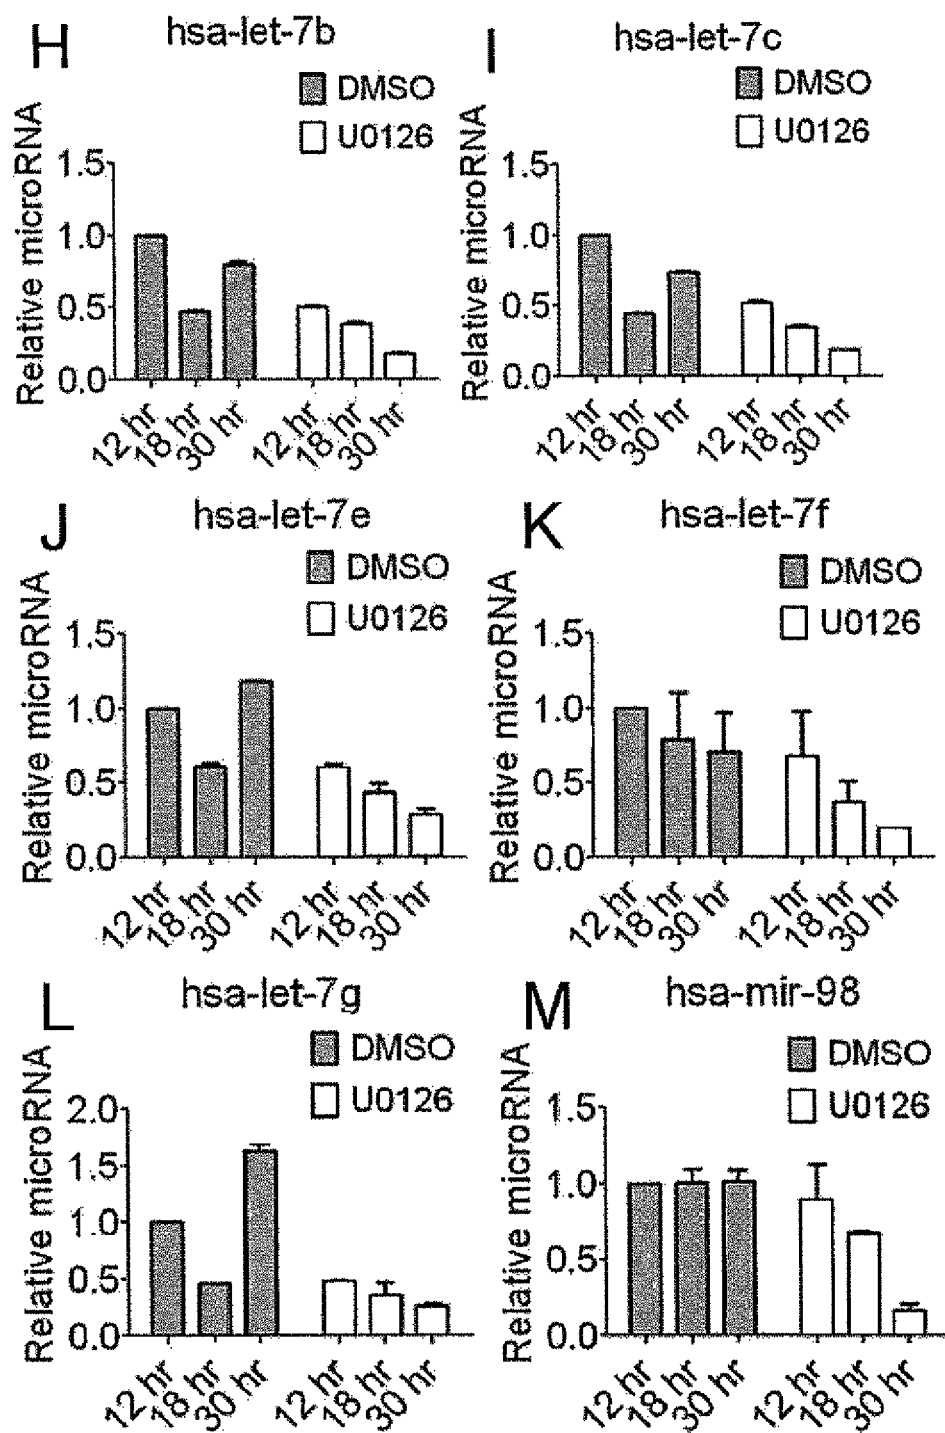 H hsa-let-7b
DMSO
U0126
Relative microRNA
1.5
1.0
0.5
0.0
12 hr 18 hr 30 hr 12 hr 18 hr 30 hr
I hsa-let-7c
DMSO
U0126
Relative microRNA
1.5
1.0
0.5
0.0
12 hr 18 hr 30 hr 12 hr 18 hr 30 hr
J hsa-let-7e
DMSO
U0126
Relative microRNA
1.5
1.0
0.5
0.0
12 hr 18 hr 30 hr 12 hr 18 hr 30 hr
K hsa-let-7f
DMSO
U0126
Relative microRNA
1.5
1.0
0.5
0.0
12 hr 18 hr 30 hr 12 hr 18 hr 30 hr
L hsa-let-7g
DMSO
U0126
Relative microRNA
2.0
1.5
1.0
0.5
0.0
12 hr 18 hr 30 hr 12 hr 18 hr 30 hr
M hsa-mir-98
DMSO
U0126
Relative microRNA
1.5
1.0
0.5
0.0
12 hr 18 hr 30 hr 12 hr 18 hr 30 hr